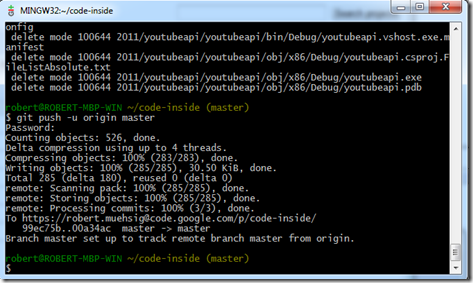 MINGW32:~/code-inside
onfig
delete mode 100644 2011/youtubeapi/youtubeapi/bin/Debug/youtubeapi.vshost.exe.m
anifest
delete mode 100644 2011/youtubeapi/youtubeapi/obj/x86/Debug/youtubeapi.csproj.F
ileListAbsolute.txt
delete mode 100644 2011/youtubeapi/youtubeapi/obj/x86/Debug/youtubeapi.exe
delete mode 100644 2011/youtubeapi/youtubeapi/obj/x86/Debug/youtubeapi.pdb
robert@ROBERT-MBP-WIN ~/code-inside (master)
$ git push -u origin master
Password:
Counting objects: 526, done.
Delta compression using up to 4 threads.
Compressing objects: 100% (283/283), done.
Writing objects: 100% (285/285), 30.50 KiB, done.
Total 285 (delta 180), reused 0 (delta 0)
remote: Scanning pack: 100% (285/285), done.
remote: Storing objects: 100% (285/285), done.
remote: Processing commits: 100% (3/3), done.
To https://robert.muehsig@code.google.com/p/code-inside/
99ec75b..00a34ac master -> master
Branch master set up to track remote branch master from origin.
robert@ROBERT-MBP-WIN ~/code-inside (master)
$